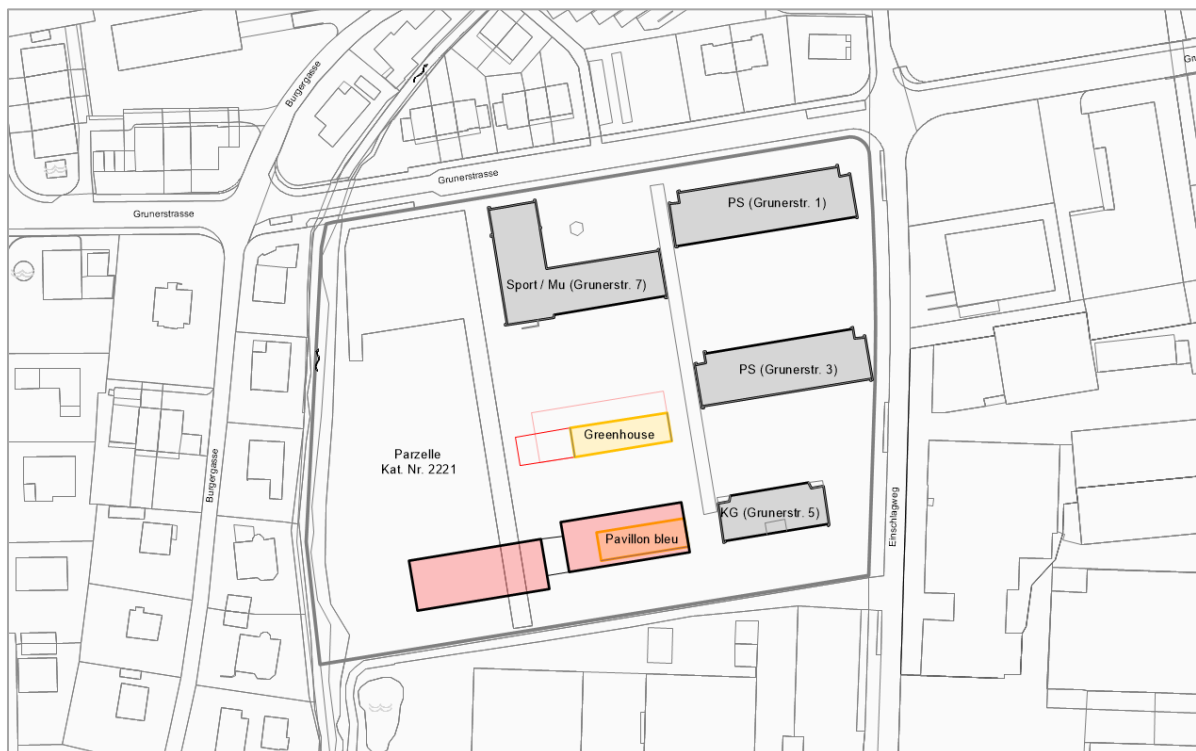 Burgergasse
Gru
Grunerstrasse
Grunerstrasse
PS (Grunerstr. 1)
Sport / Mu (Grunerstr. 7)
PS (Grunerstr. 3)
Greenhouse
Parzelle
Kat. Nr. 2221
Burgergasse
KG (Grunerstr. 5)
Einschlagweg
Pavillon bleu